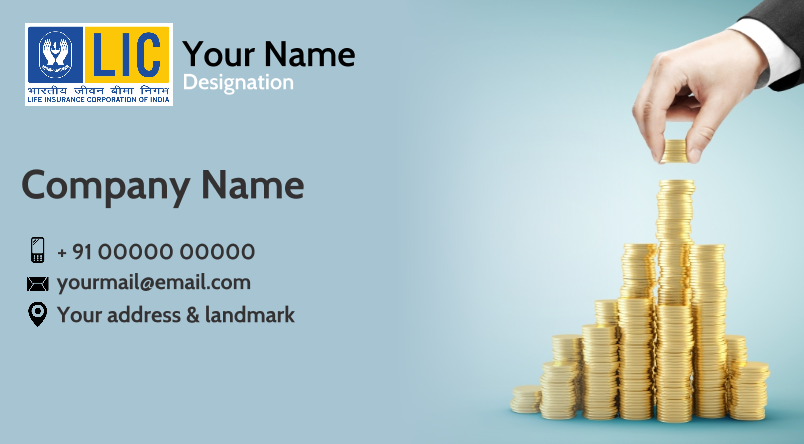 LIC
भारतीय जीवन बीमा निगम
LIFE INSURANCE CORPORATION OF INDIA
Your Name
Designation
Company Name
+ 91 00000 00000
yourmail@email.com
Your address & landmark